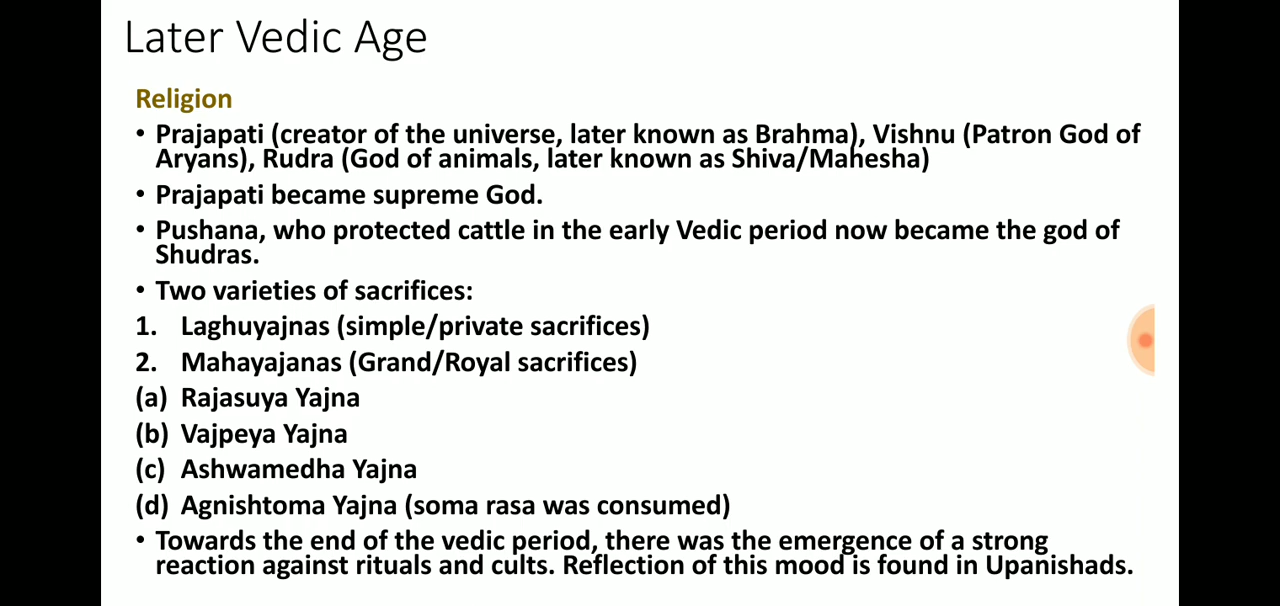 Later Vedic Age
Religion
• Prajapati (creator of the universe, later known as Brahma), Vishnu (Patron God of
Aryans), Rudra (God of animals, later known as Shiva/Mahesha)
• Prajapati became supreme God.
• Pushana, who protected cattle in the early Vedic period now became the god of
Shudras.
• Two varieties of sacrifices:
1. Laghuyajnas (simple/private sacrifices)
2. Mahayajanas (Grand/Royal sacrifices)
(a) Rajasuya Yajna
(b) Vajpeya Yajna
(c) Ashwamedha Yajna
(d) Agnishtoma Yajna (soma rasa was consumed)
• Towards the end of the vedic period, there was the emergence of a strong
reaction against rituals and cults. Reflection of this mood is found in Upanishads.